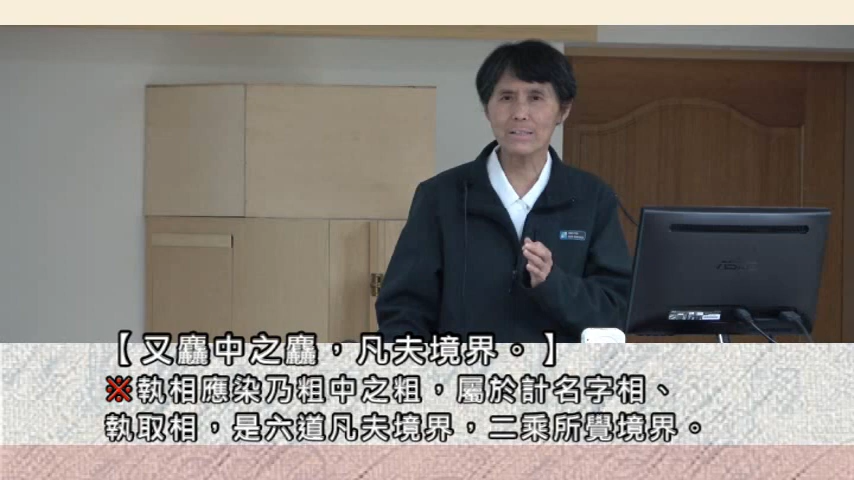 ASUS
【又麤中之麤，凡夫境界。】
※執相應染乃粗中之粗，屬於計名字相、
執取相，是六道凡夫境界，二乘所覺境界。